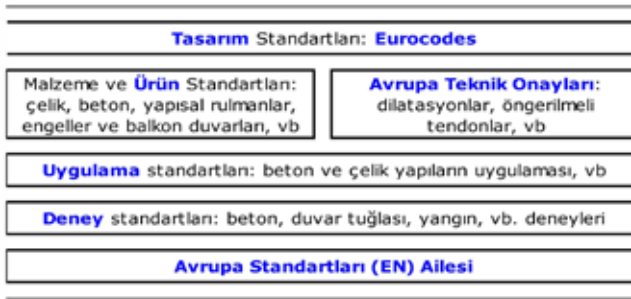 Tasarım Standartları: Eurocodes
Malzeme ve Ürün Standartları:
çelik, beton, yapısal rulmanlar,
engeller ve balkon duvarları, vb
Avrupa Teknik Onayları:
dilatasyonlar, öngerilmeli
tendonlar, vb
Uygulama standartları: beton ve çelik yapıların uygulaması, vb
Deney standartları: beton, duvar tuğlası, yangın, vb. deneyleri
Avrupa Standartları (EN) Ailesi